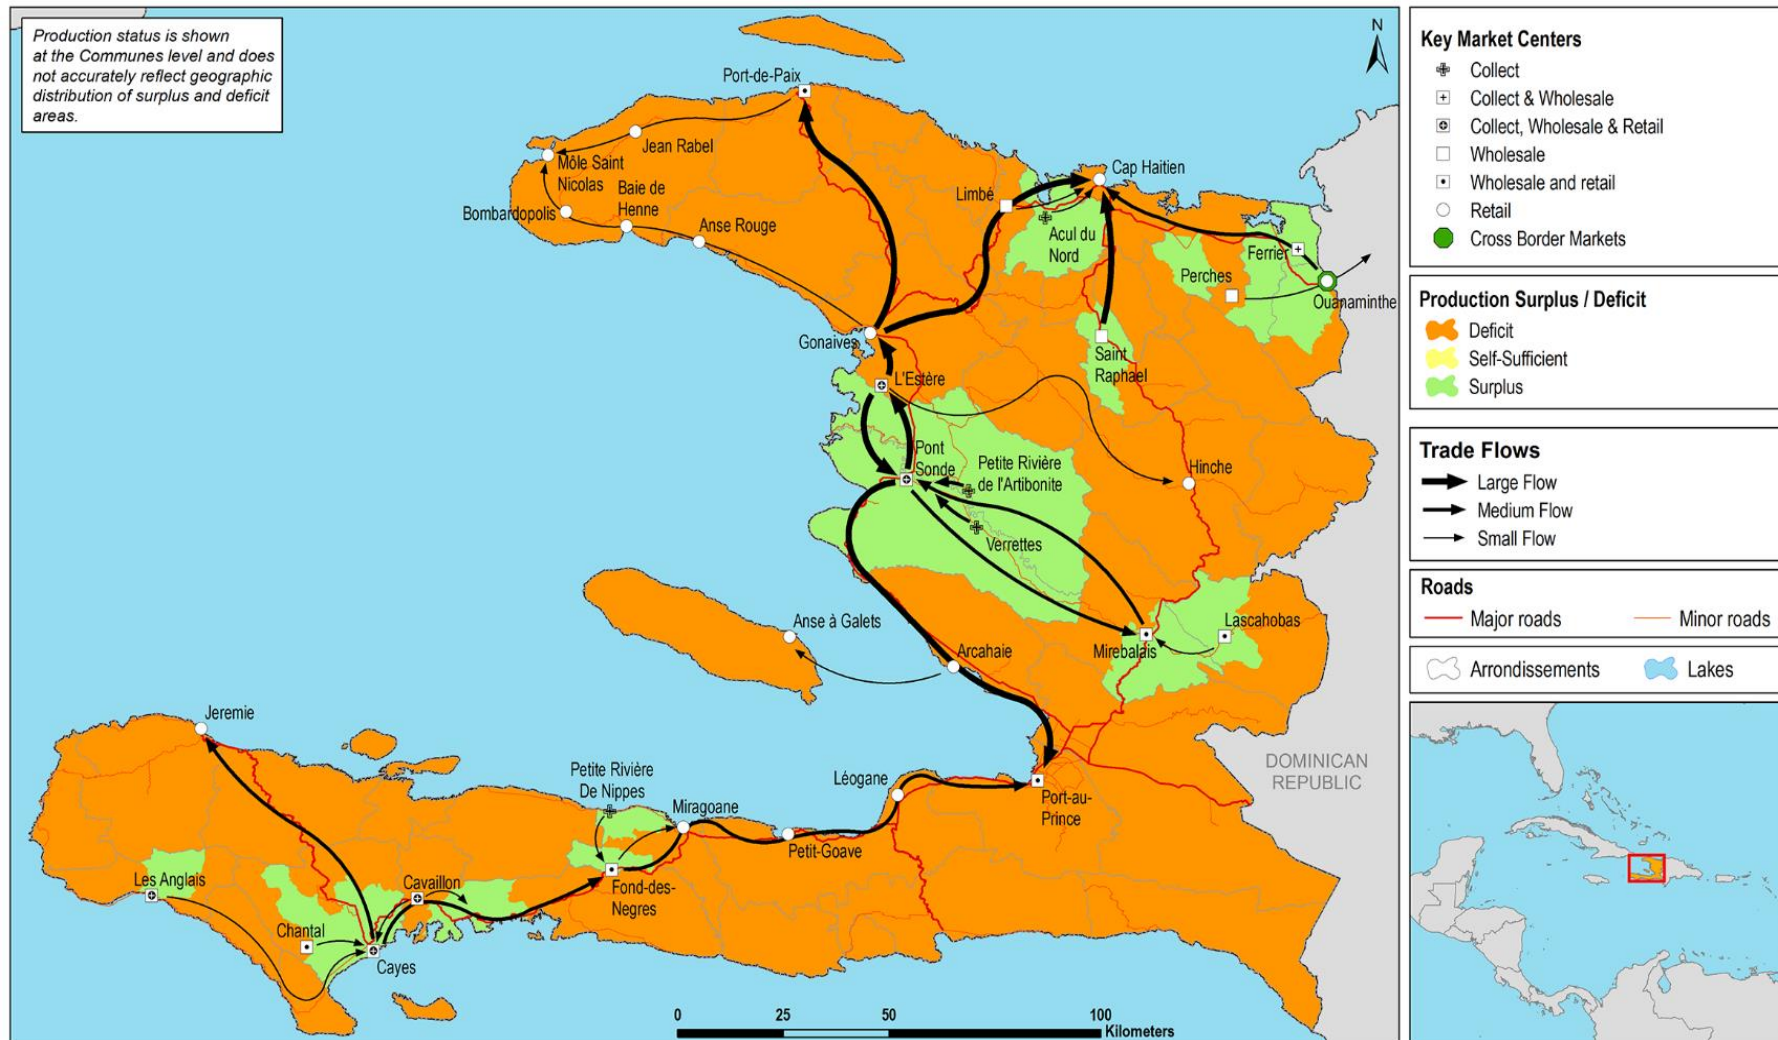 Production status is shown
at the Communes level and does
not accurately reflect geographic
distribution of surplus and deficit
areas.
N
Port-de-Paix
Jean Rabel
Môle Saint
Nicolas
Bombardopolis
Baie de
Henne
Anse Rouge
Limbé
Cap Haitien
Acul du
Nord
Ferrier
Perches
Ouanaminthe
Gonaives
Saint
Raphael
L'Estère
Pont
Sonde
Petite Rivière
de l'Artibonite
Hinche
Verrettes
Anse à Galets
Arcahaie
Mirebalais
Lascahobas
Jeremie
Petite Rivière
De Nippes
Miragoane
Léogane
Port-au-
Prince
DOMINICAN
REPUBLIC
Petit-Goave
Les Anglais
Cavaillon
Fond-des-
Negres
Chantal
Cayes
0 25 50 100
Kilometers
Key Market Centers
Collect
Collect & Wholesale
Collect, Wholesale & Retail
Wholesale
Wholesale and retail
Retail
Cross Border Markets
Production Surplus / Deficit
Deficit
Self-Sufficient
Surplus
Trade Flows
Large Flow
Medium Flow
Small Flow
Roads
Major roads Minor roads
Arrondissements Lakes